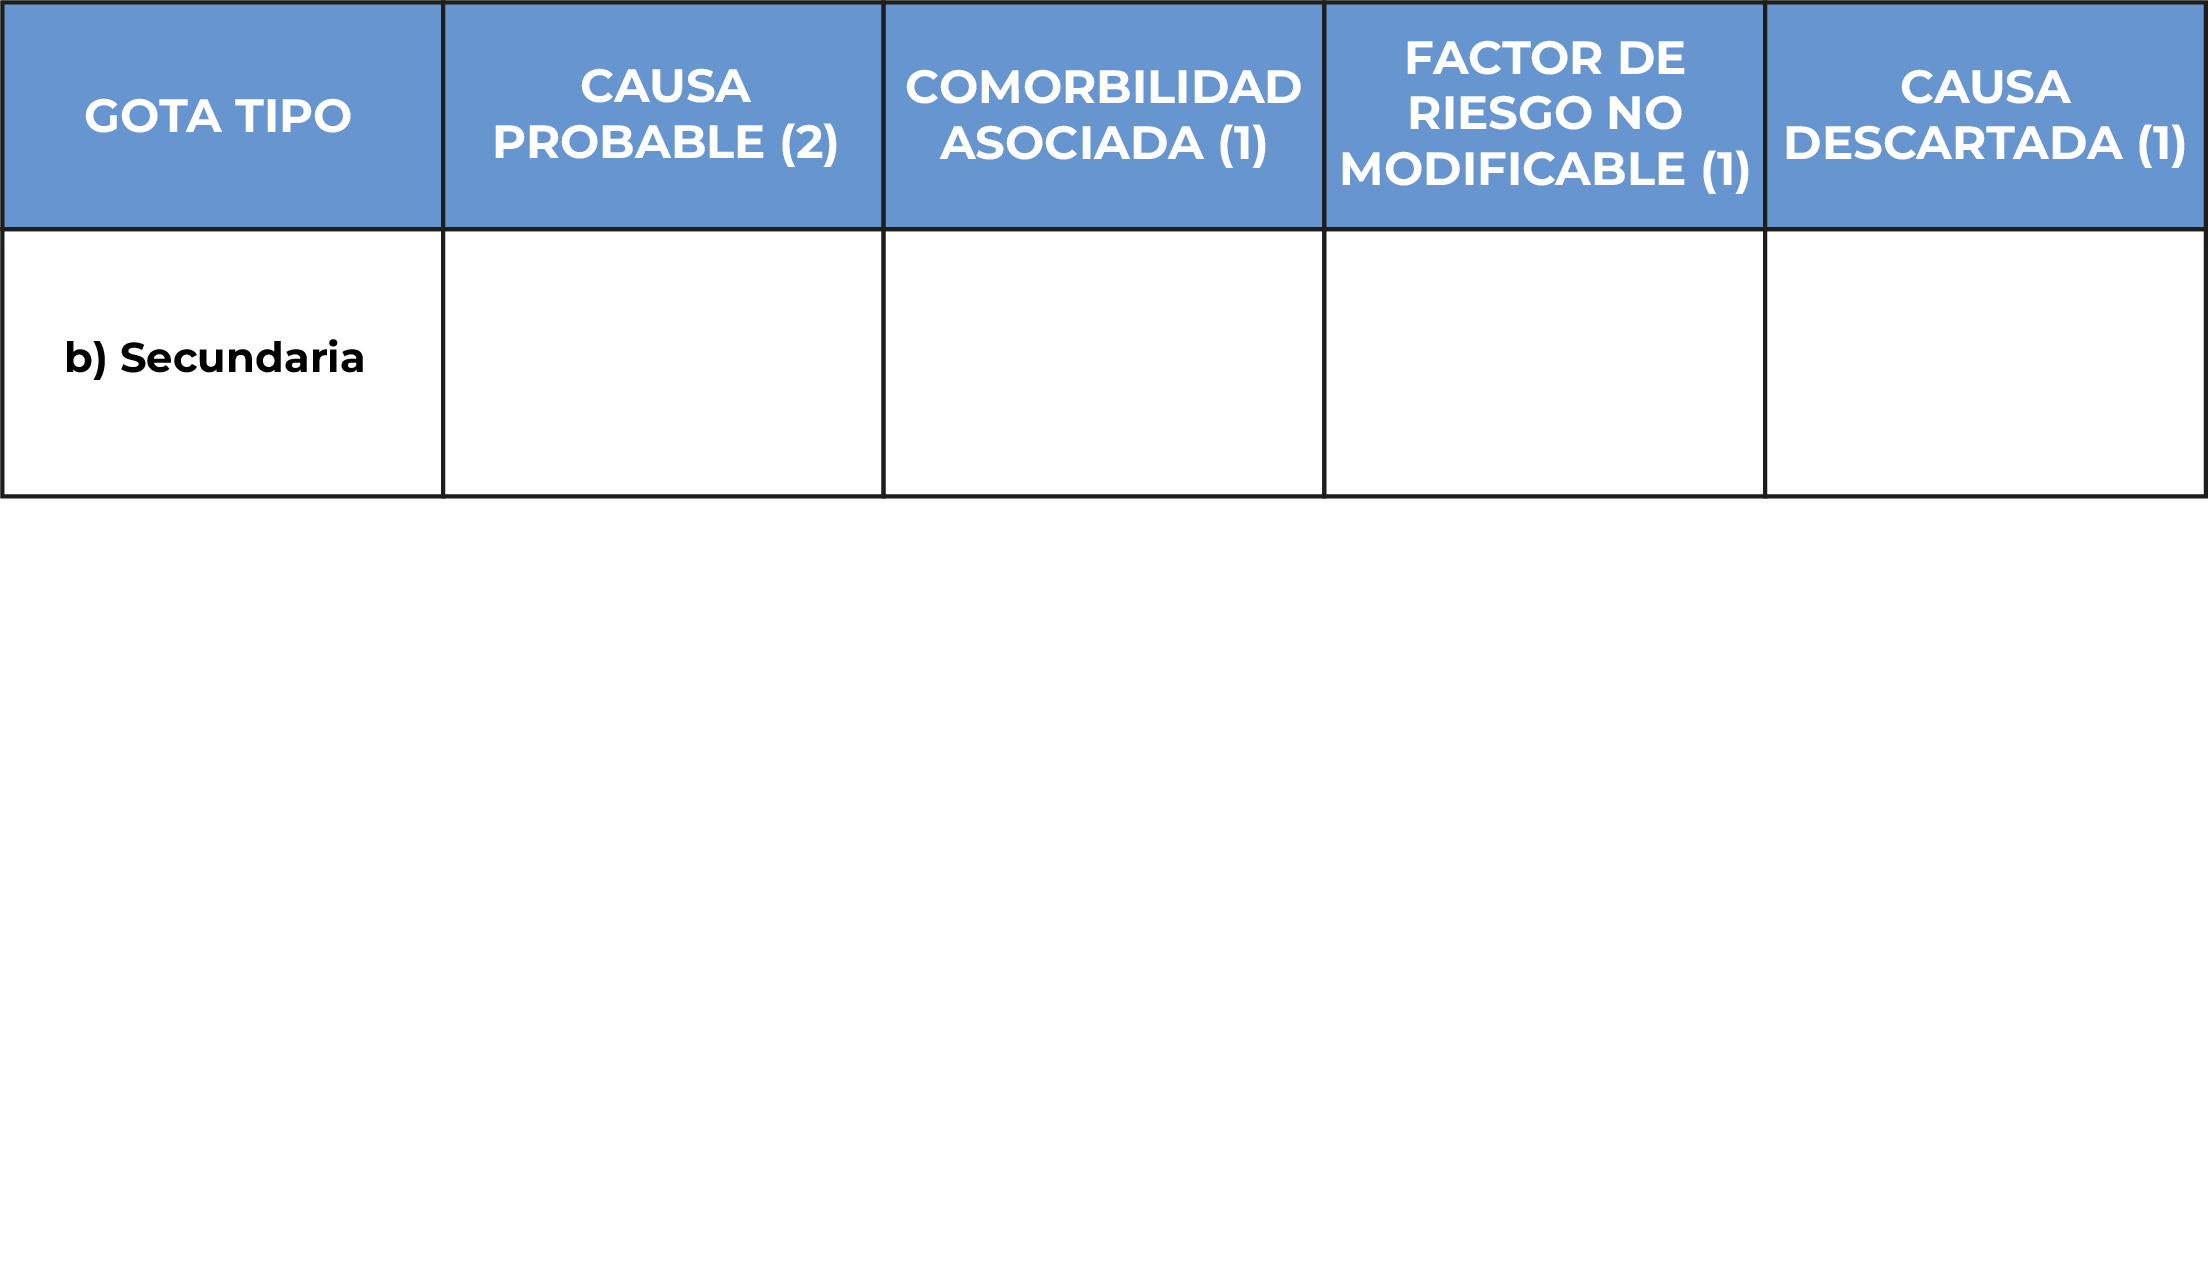 GOTA TIPO
CAUSA
PROBABLE (2)
COMORBILIDAD
ASOCIADA (1)
FACTOR DE
RIESGO NO
MODIFICABLE (1)
CAUSA
DESCARTADA (1)
b) Secundaria